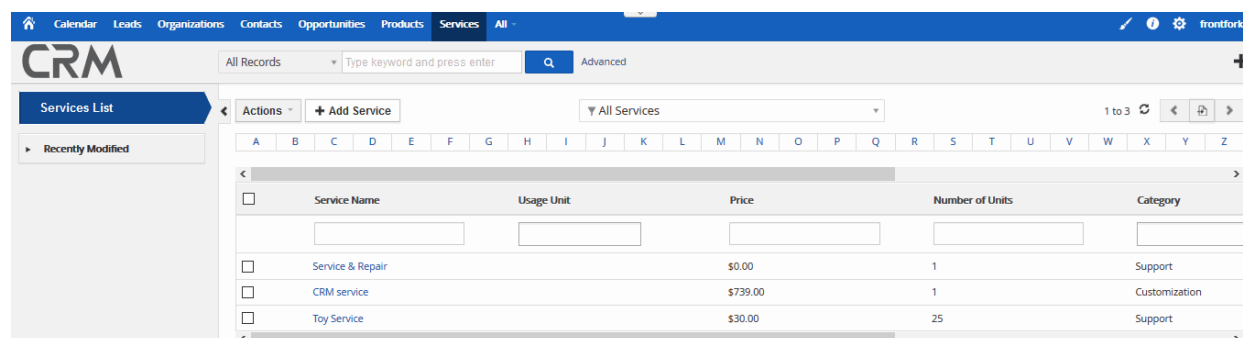 Calendar Leads Organizations Contacts Opportunities Products Services All
frontfork
CRM
All Records Type keyword and press enter Advanced
Services List
Actions + Add Service All Services 1 to 3
Recently Modified
A B C D E F G H I J K L M N O P Q R S T U V W X Y Z
Service Name Usage Unit Price Number of Units Category
Service & Repair $0.00 1 Support
CRM service $739.00 1 Customization
Toy Service $30.00 25 Support